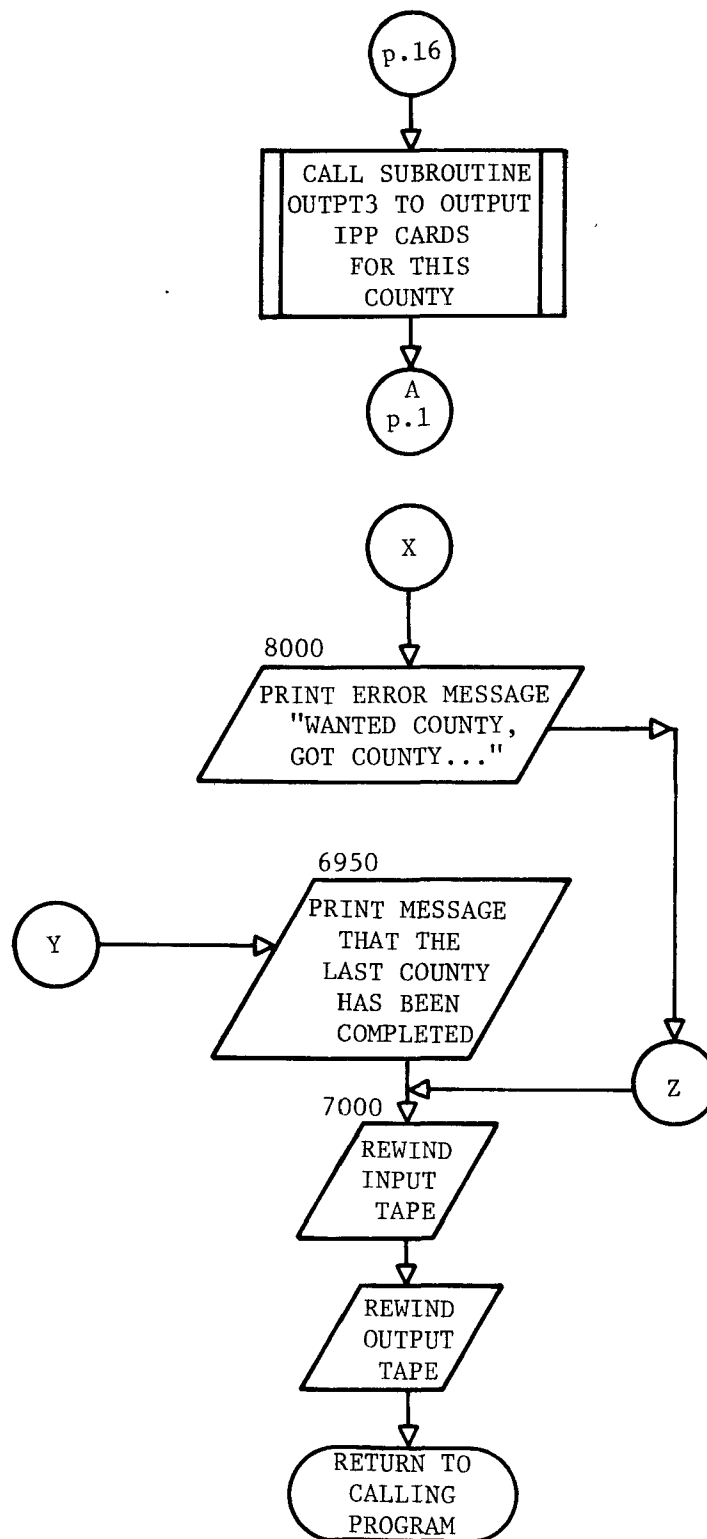 p.16
CALL SUBROUTINE
OUTPT3 TO OUTPUT
IPP CARDS
FOR THIS
COUNTY
A
p.1
X
8000
PRINT ERROR MESSAGE
"WANTED COUNTY,
GOT COUNTY..."
6950
PRINT MESSAGE
THAT THE
LAST COUNTY
HAS BEEN
COMPLETED
Y
Z
7000
REWIND
INPUT
TAPE
REWIND
OUTPUT
TAPE
RETURN TO
CALLING
PROGRAM